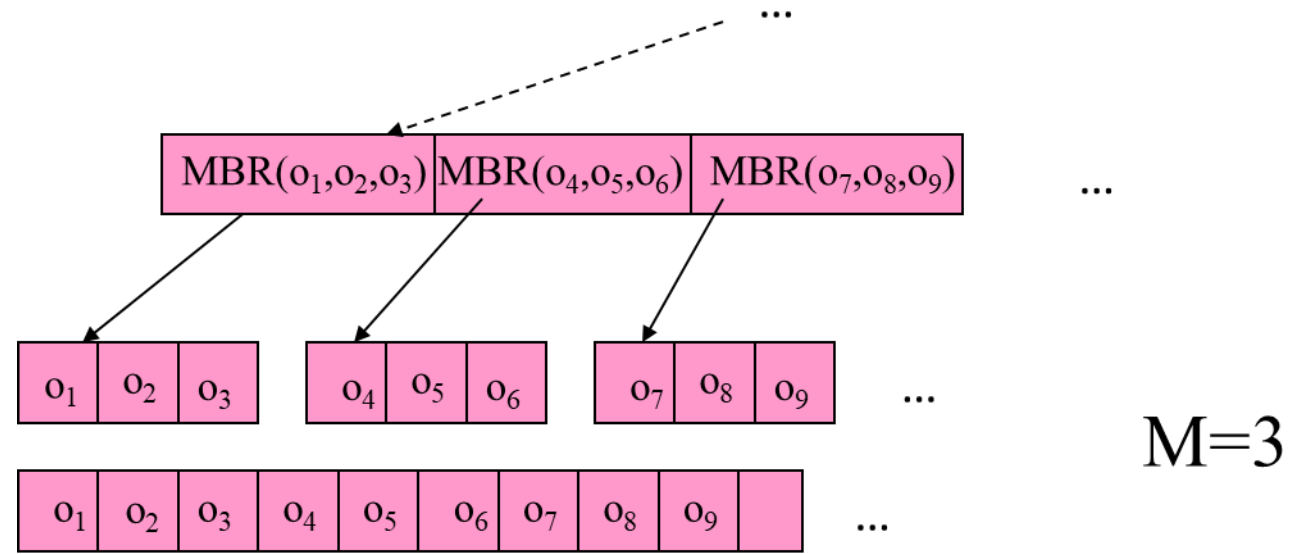 ...
MBR(o₁,o₂,o₃) MBR(o₄,o₅,o₆) MBR(o₇,o₈,o₉) ...
o₁ o₂ o₃ o₄ o₅ o₆ o₇ o₈ o₉ ...
M=3
o₁ o₂ o₃ o₄ o₅ o₆ o₇ o₈ o₉ ...